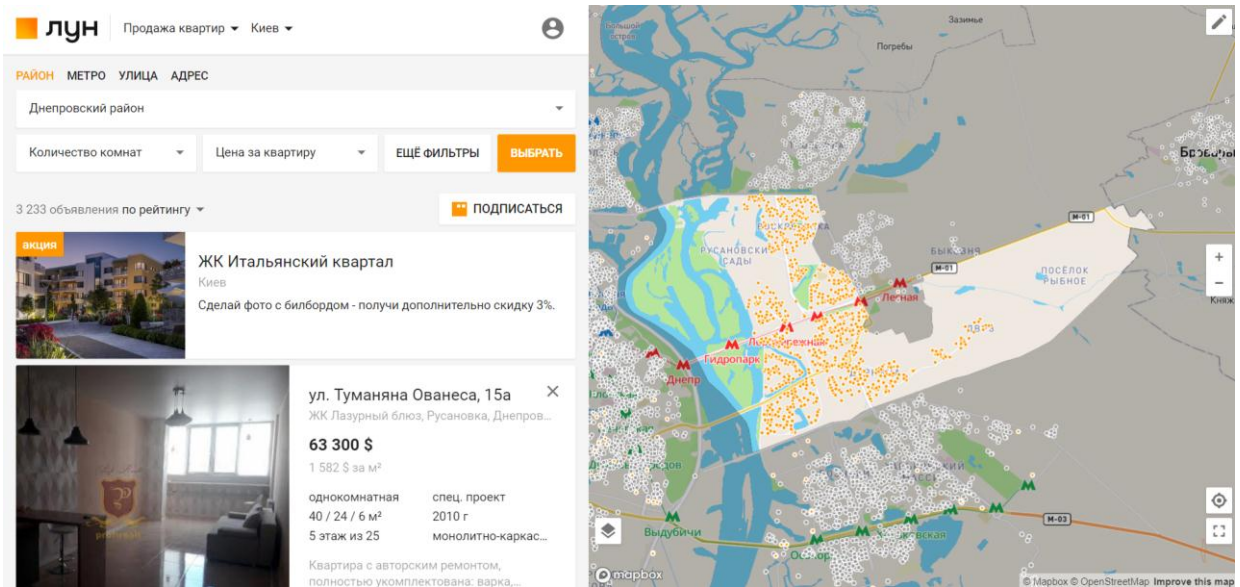 лун Продажа квартир Киев
РАЙОН МЕТРО УЛИЦА АДРЕС
Днепровский район
Количество комнат Цена за квартиру ЕЩЁ ФИЛЬТРЫ ВЫБРАТЬ
3 233 объявления по рейтингу ПОДПИСАТЬСЯ
акция
ЖК Итальянский квартал
Киев
Сделай фото с билбордом - получи дополнительно скидку 3%.
ул. Туманяна Ованеса, 15а
ЖК Лазурный блюз, Русановка, Днепров...
63 300 $
1 582 $ за м²
однокомнатная спец. проект
40 / 24 / 6 м² 2010 г
5 этаж из 25 монолитно-каркас...
Квартира с авторским ремонтом,
полностью укомплектована: варка,...
Зазимье
Погребы
M-01
РУСАНОВСКИ
САДЫ
M-01
ПОСЁЛОК
РЫБНОЕ
Лесная
Гидропарк
Днепр
Выдубичи
M-03
mapbox
© Mapbox © OpenStreetMap Improve this map